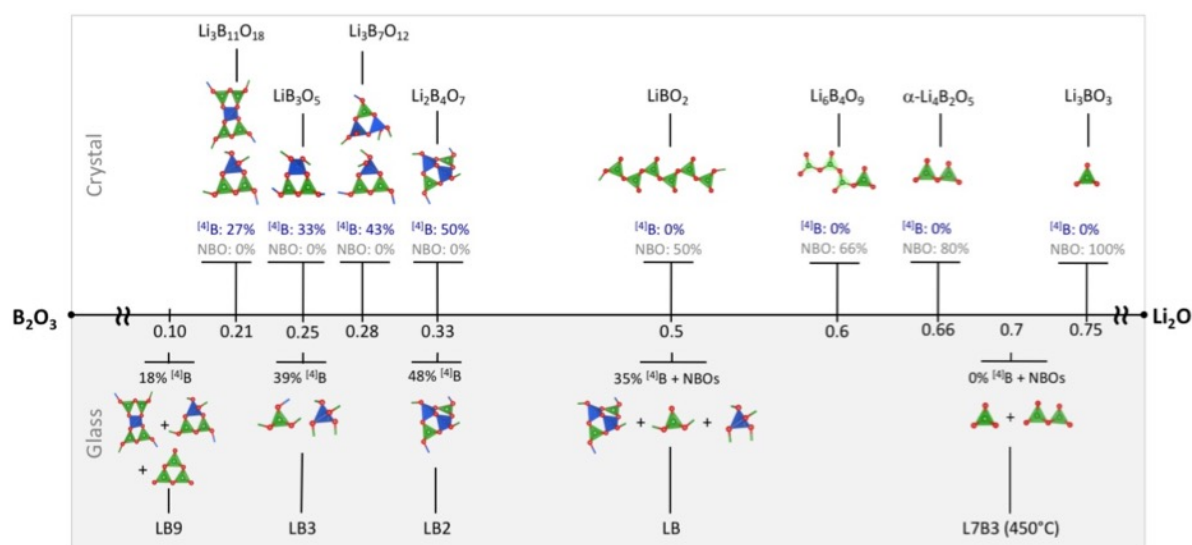 Li₃B₁₁O₁₈
Li₃B₇O₁₂
LiB₃O₅
Li₂B₄O₇
LiBO₂
Li₆B₄O₉
α-Li₄B₂O₅
Li₃BO₃
Crystal
[4]B: 27%
NBO: 0%
[4]B: 33%
NBO: 0%
[4]B: 43%
NBO: 0%
[4]B: 50%
NBO: 0%
[4]B: 0%
NBO: 50%
[4]B: 0%
NBO: 66%
[4]B: 0%
NBO: 80%
[4]B: 0%
NBO: 100%
B₂O₃
Li₂O
0.10
0.21
0.25
0.28
0.33
0.5
0.6
0.66
0.7
0.75
Glass
18% [4]B
39% [4]B
48% [4]B
35% [4]B + NBOs
0% [4]B + NBOs
+
+
+ +
+
LB9
LB3
LB2
LB
L7B3 (450°C)